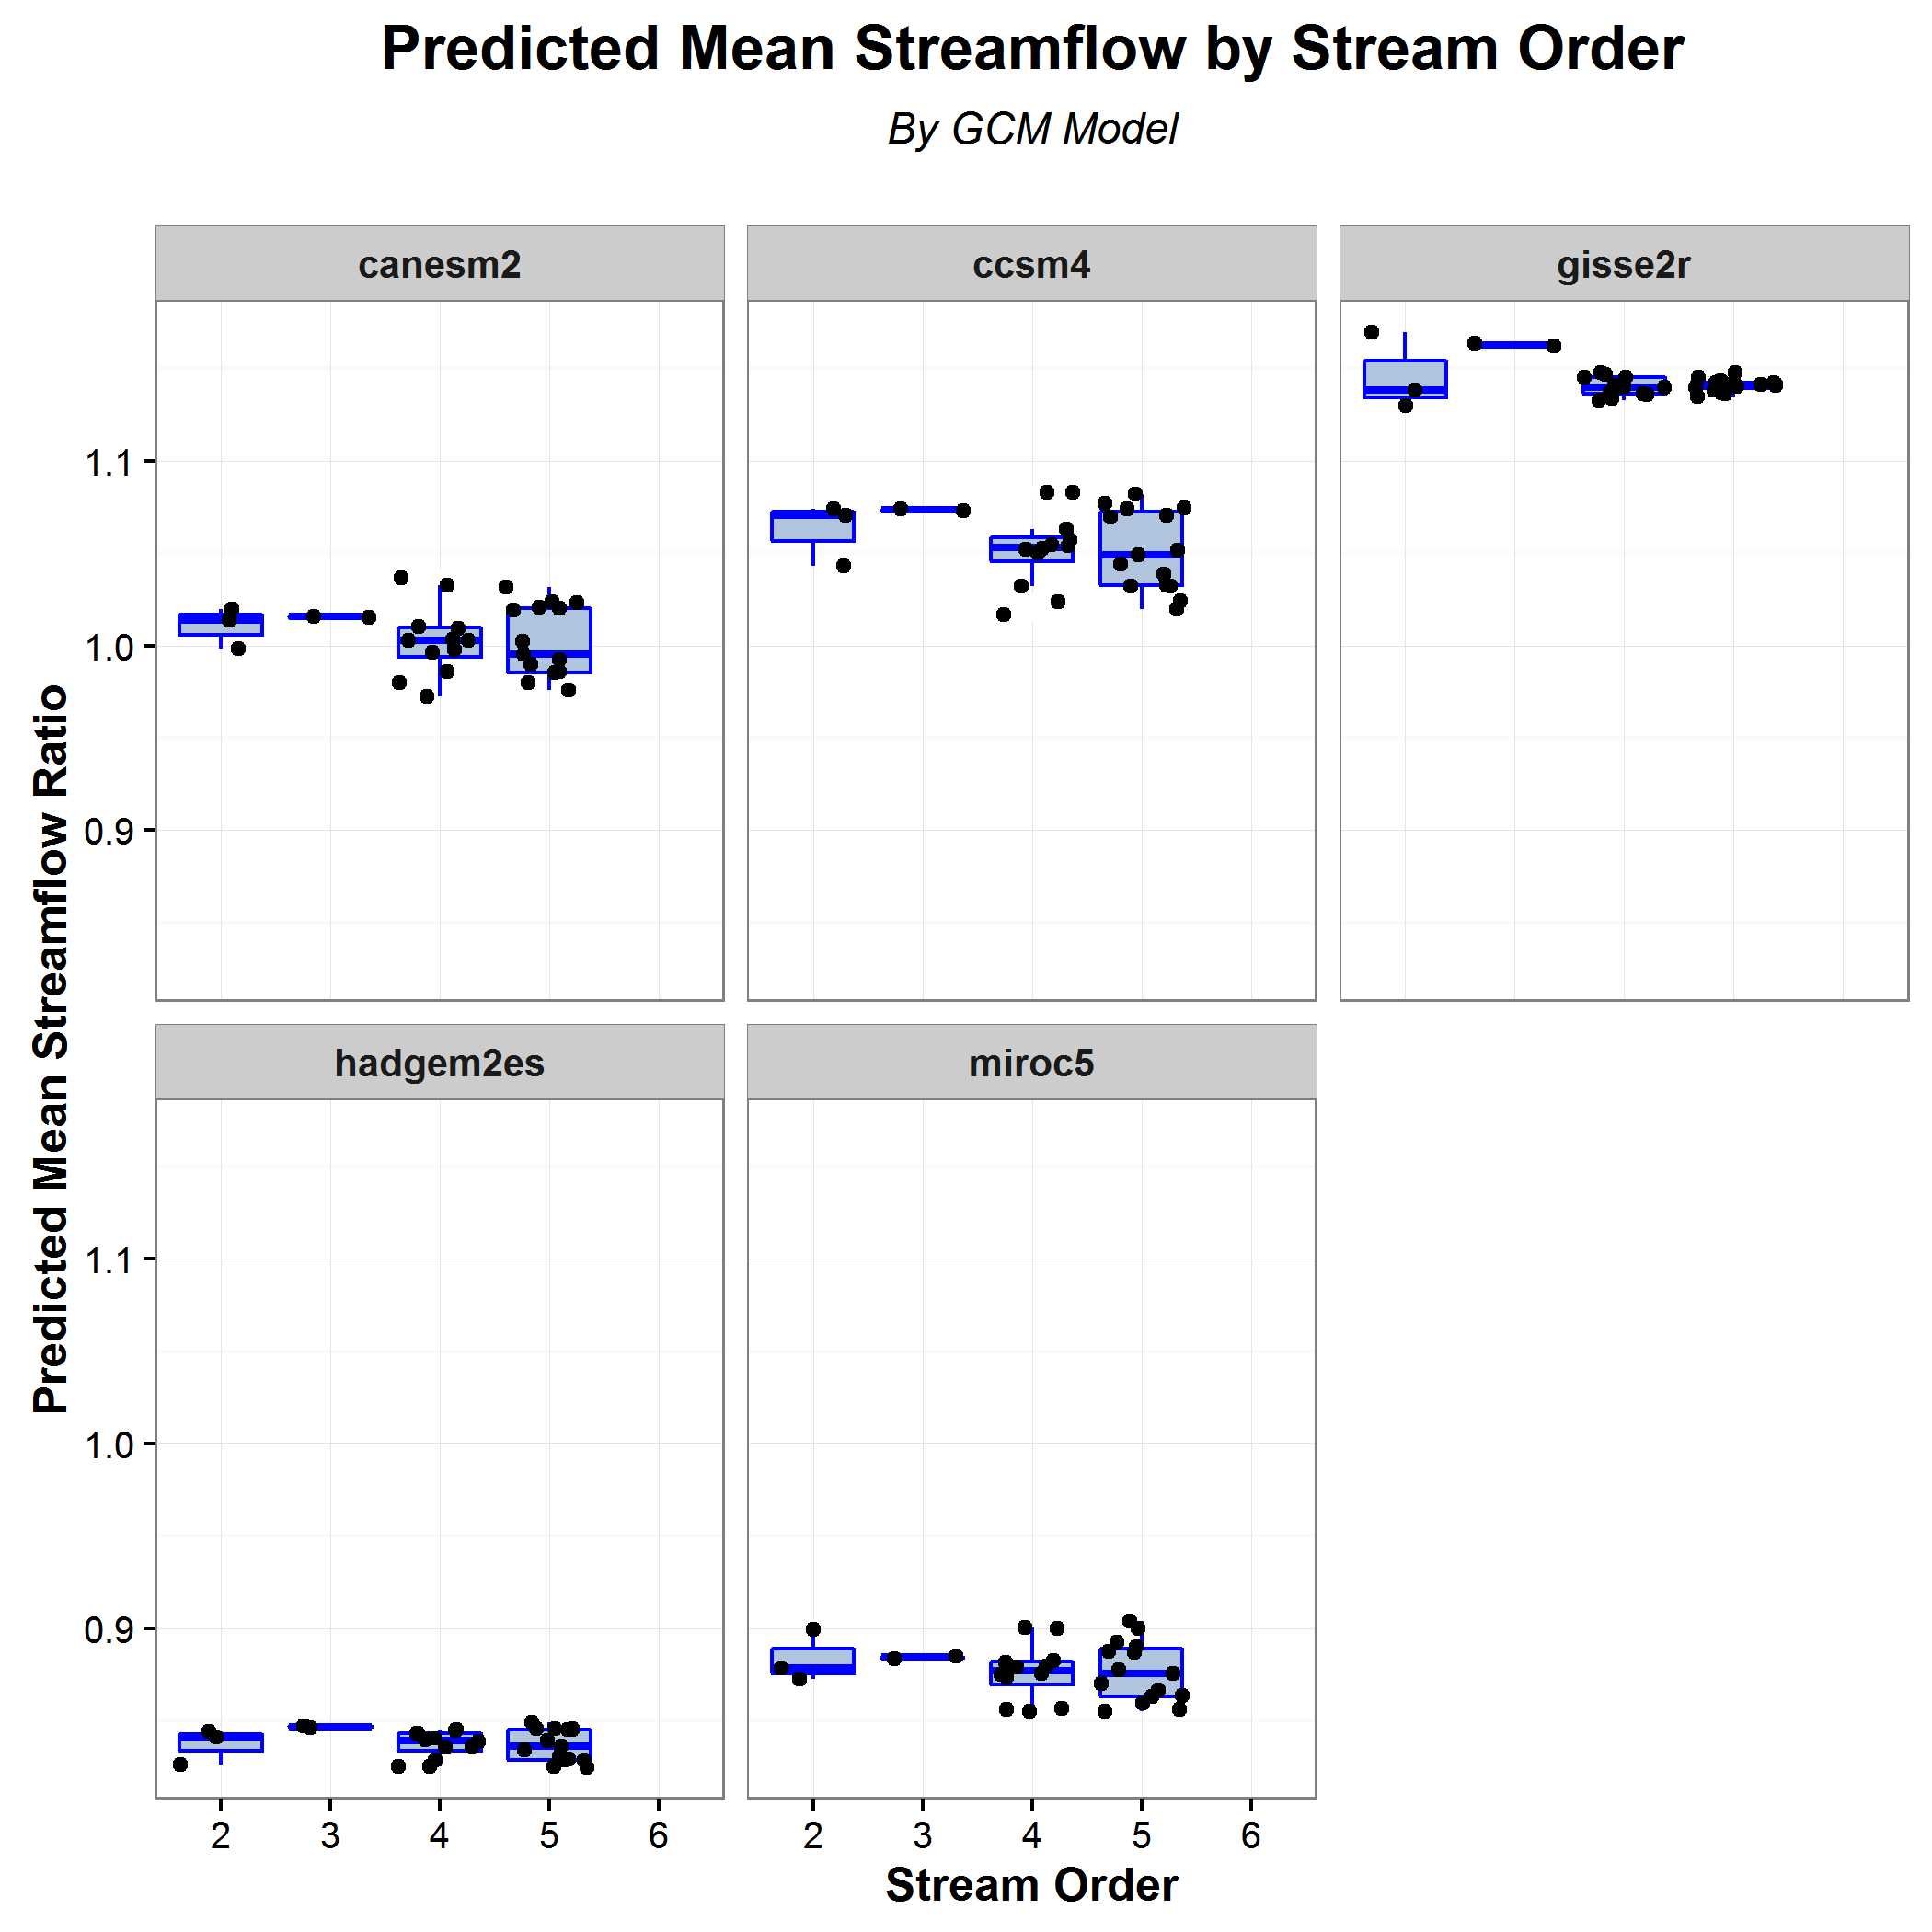 Predicted Mean Streamflow by Stream Order
By GCM Model
canesm2
ccsm4
gisse2r
1.1
1.0
0.9
Predicted Mean Streamflow Ratio
hadgem2es
miroc5
1.1
1.0
0.9
2 3 4 5 6
2 3 4 5 6
Stream Order